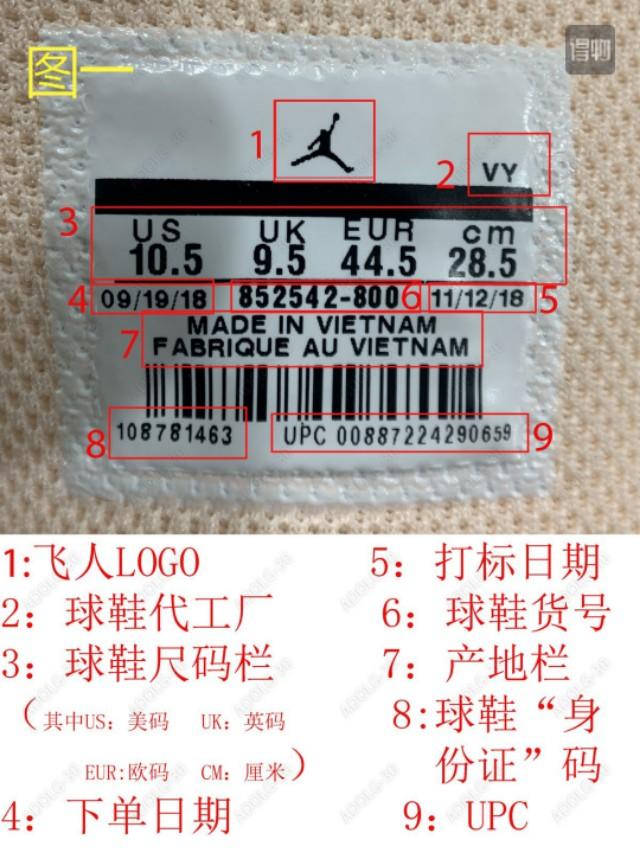 图一
得物
1
2 VY
3 US UK EUR cm
10.5 9.5 44.5 28.5
4 09/19/18 852542-800 6 11/12/18 5
7 MADE IN VIETNAM
FABRIQUE AU VIETNAM
8 108781463 UPC 00887224290659 9
1:飞人LOGO 5：打标日期
2：球鞋代工厂 6：球鞋货号
3：球鞋尺码栏 7：产地栏
（其中US：美码 UK：英码 8:球鞋“身
EUR:欧码 CM：厘米） 份证”码
4：下单日期 9：UPC
ADOLG-30